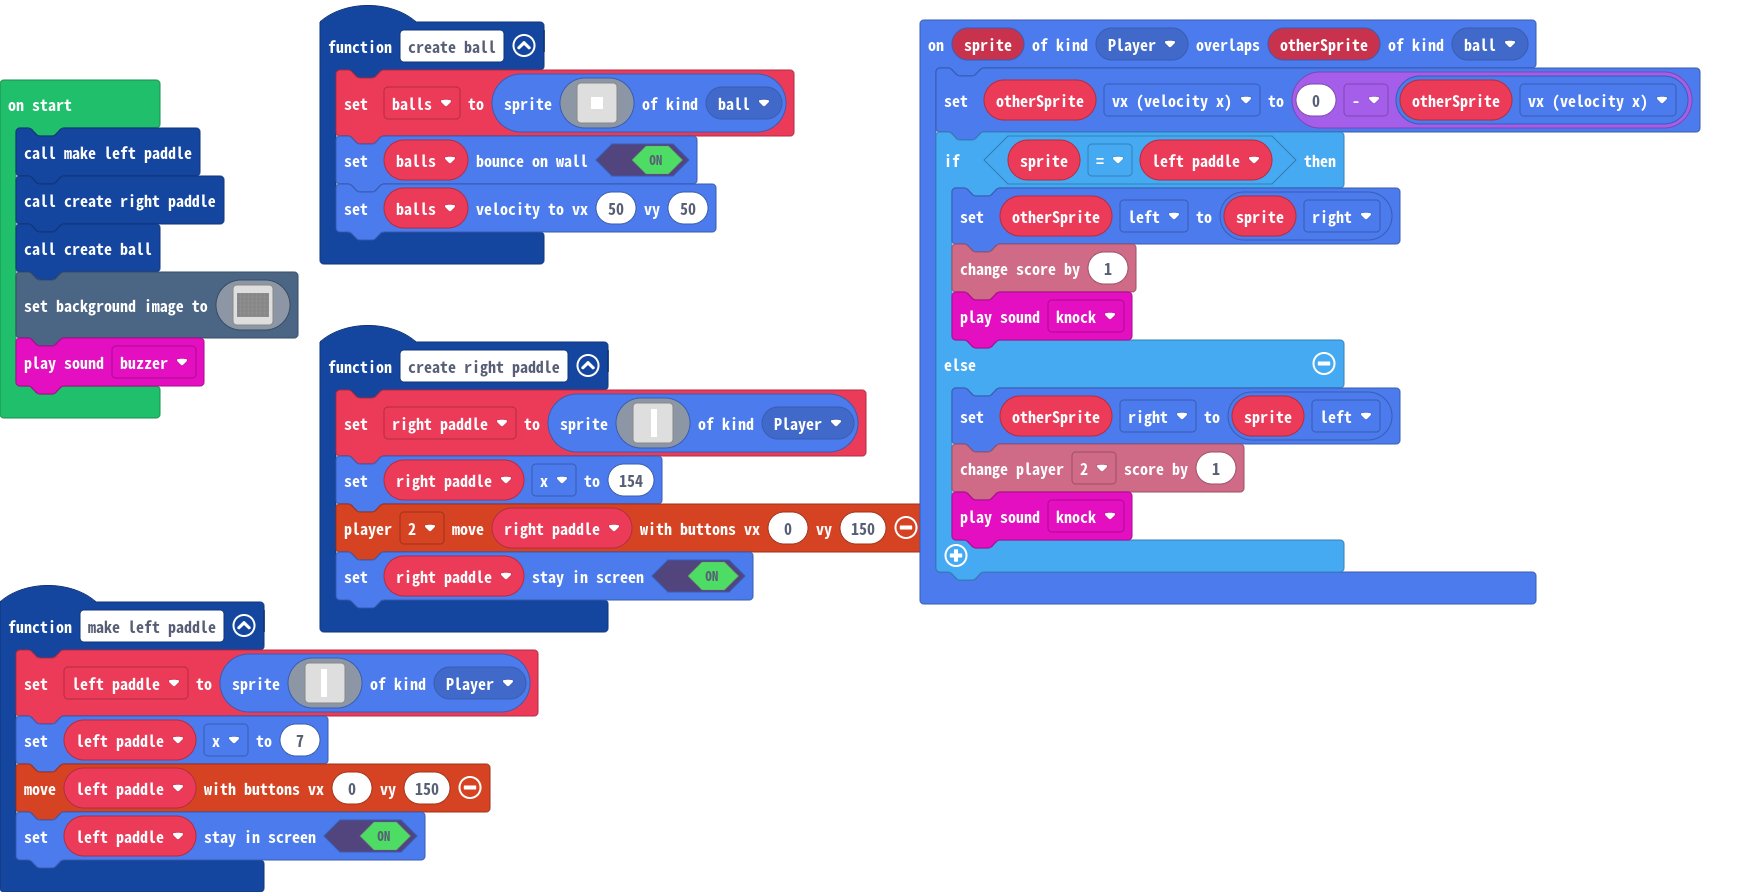 on start
call make left paddle
call create right paddle
call create ball
set background image to
play sound buzzer
function create ball
set balls to sprite of kind ball
set balls bounce on wall ON
set balls velocity to vx 50 vy 50
function create right paddle
set right paddle to sprite of kind Player
set right paddle x to 154
player 2 move right paddle with buttons vx 0 vy 150
set right paddle stay in screen ON
function make left paddle
set left paddle to sprite of kind Player
set left paddle x to 7
move left paddle with buttons vx 0 vy 150
set left paddle stay in screen ON
on sprite of kind Player overlaps otherSprite of kind ball
set otherSprite vx (velocity x) to 0 - otherSprite vx (velocity x)
if sprite = left paddle then
set otherSprite left to sprite right
change score by 1
play sound knock
else
set otherSprite right to sprite left
change player 2 score by 1
play sound knock